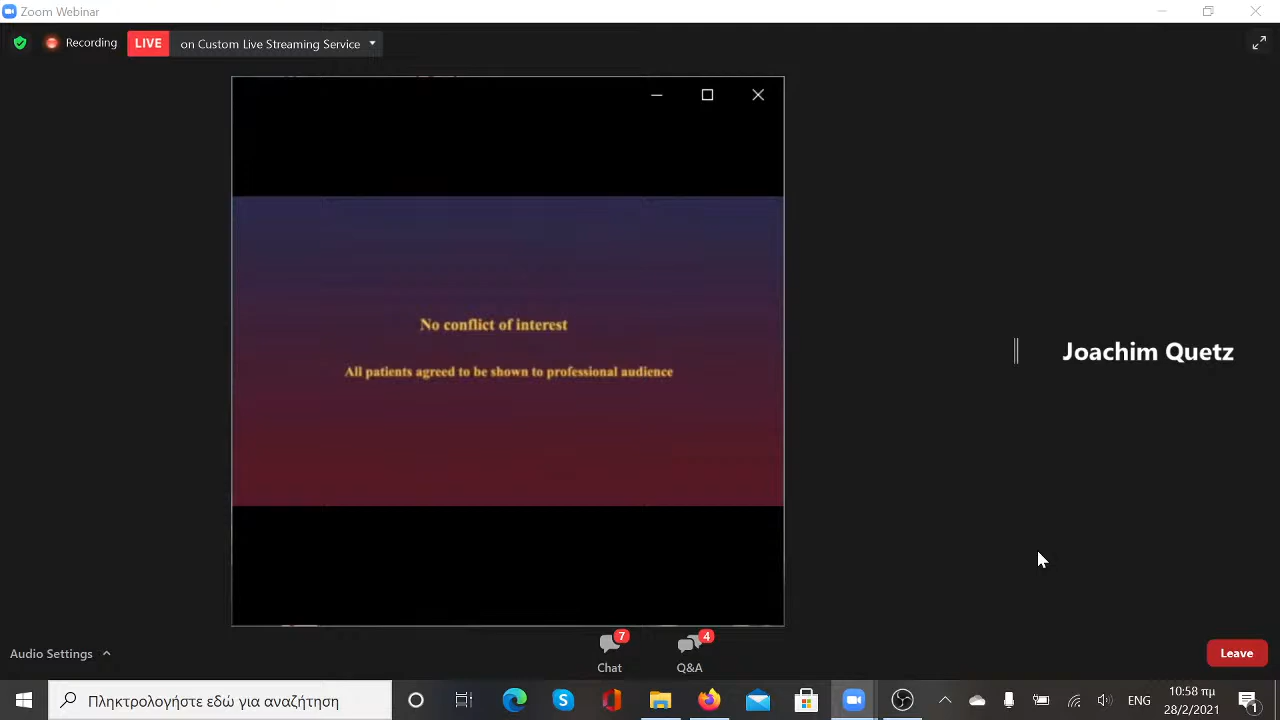 Zoom Webinar
Recording
LIVE
on Custom Live Streaming Service
No conflict of interest
All patients agreed to be shown to professional audience
Joachim Quetz
7
4
Audio Settings
Chat
Q&A
Leave
Πληκτρολογήστε εδώ για αναζήτηση
ENG
10:58 πμ
28/2/2021
1